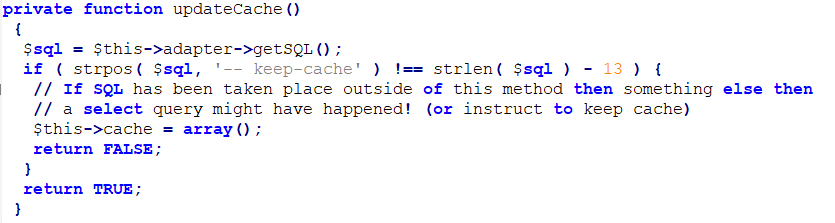 private function updateCache()
{
$sql = $this->adapter->getSQL();
if ( strpos( $sql, '-- keep-cache' ) !== strlen( $sql ) - 13 ) {
// If SQL has been taken place outside of this method then something else then
// a select query might have happened! (or instruct to keep cache)
$this->cache = array();
return FALSE;
}
return TRUE;
}